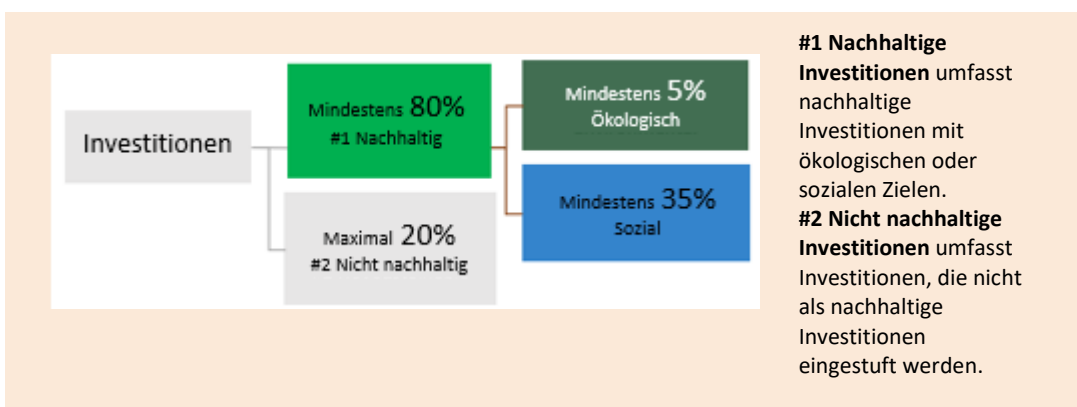 Investitionen
Mindestens 80%
#1 Nachhaltig
Maximal 20%
#2 Nicht nachhaltig
Mindestens 5%
Ökologisch
Mindestens 35%
Sozial
#1 Nachhaltige
Investitionen umfasst
nachhaltige
Investitionen mit
ökologischen oder
sozialen Zielen.
#2 Nicht nachhaltige
Investitionen umfasst
Investitionen, die nicht
als nachhaltige
Investitionen
eingestuft werden.